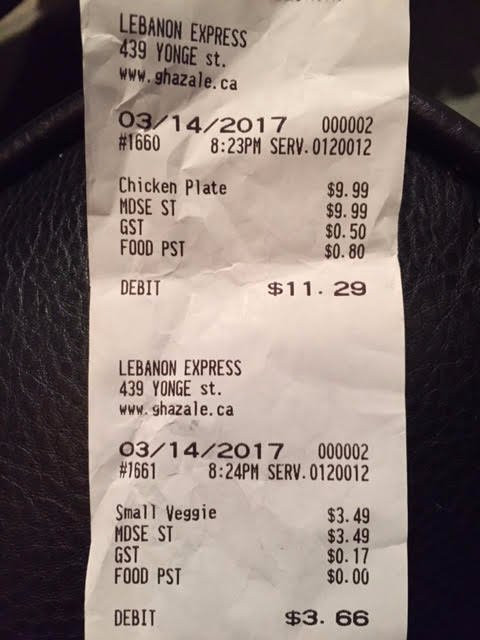 LEBANON EXPRESS
439 YONGE st.
www.ghazale.ca
03/14/2017 000002
#1660 8:23PM SERV.0120012
Chicken Plate $9.99
MDSE ST $9.99
GST $0.50
FOOD PST $0.80
DEBIT $11.29
LEBANON EXPRESS
439 YONGE st.
www.ghazale.ca
03/14/2017 000002
#1661 8:24PM SERV.0120012
Small Veggie $3.49
MDSE ST $3.49
GST $0.17
FOOD PST $0.00
DEBIT $3.66